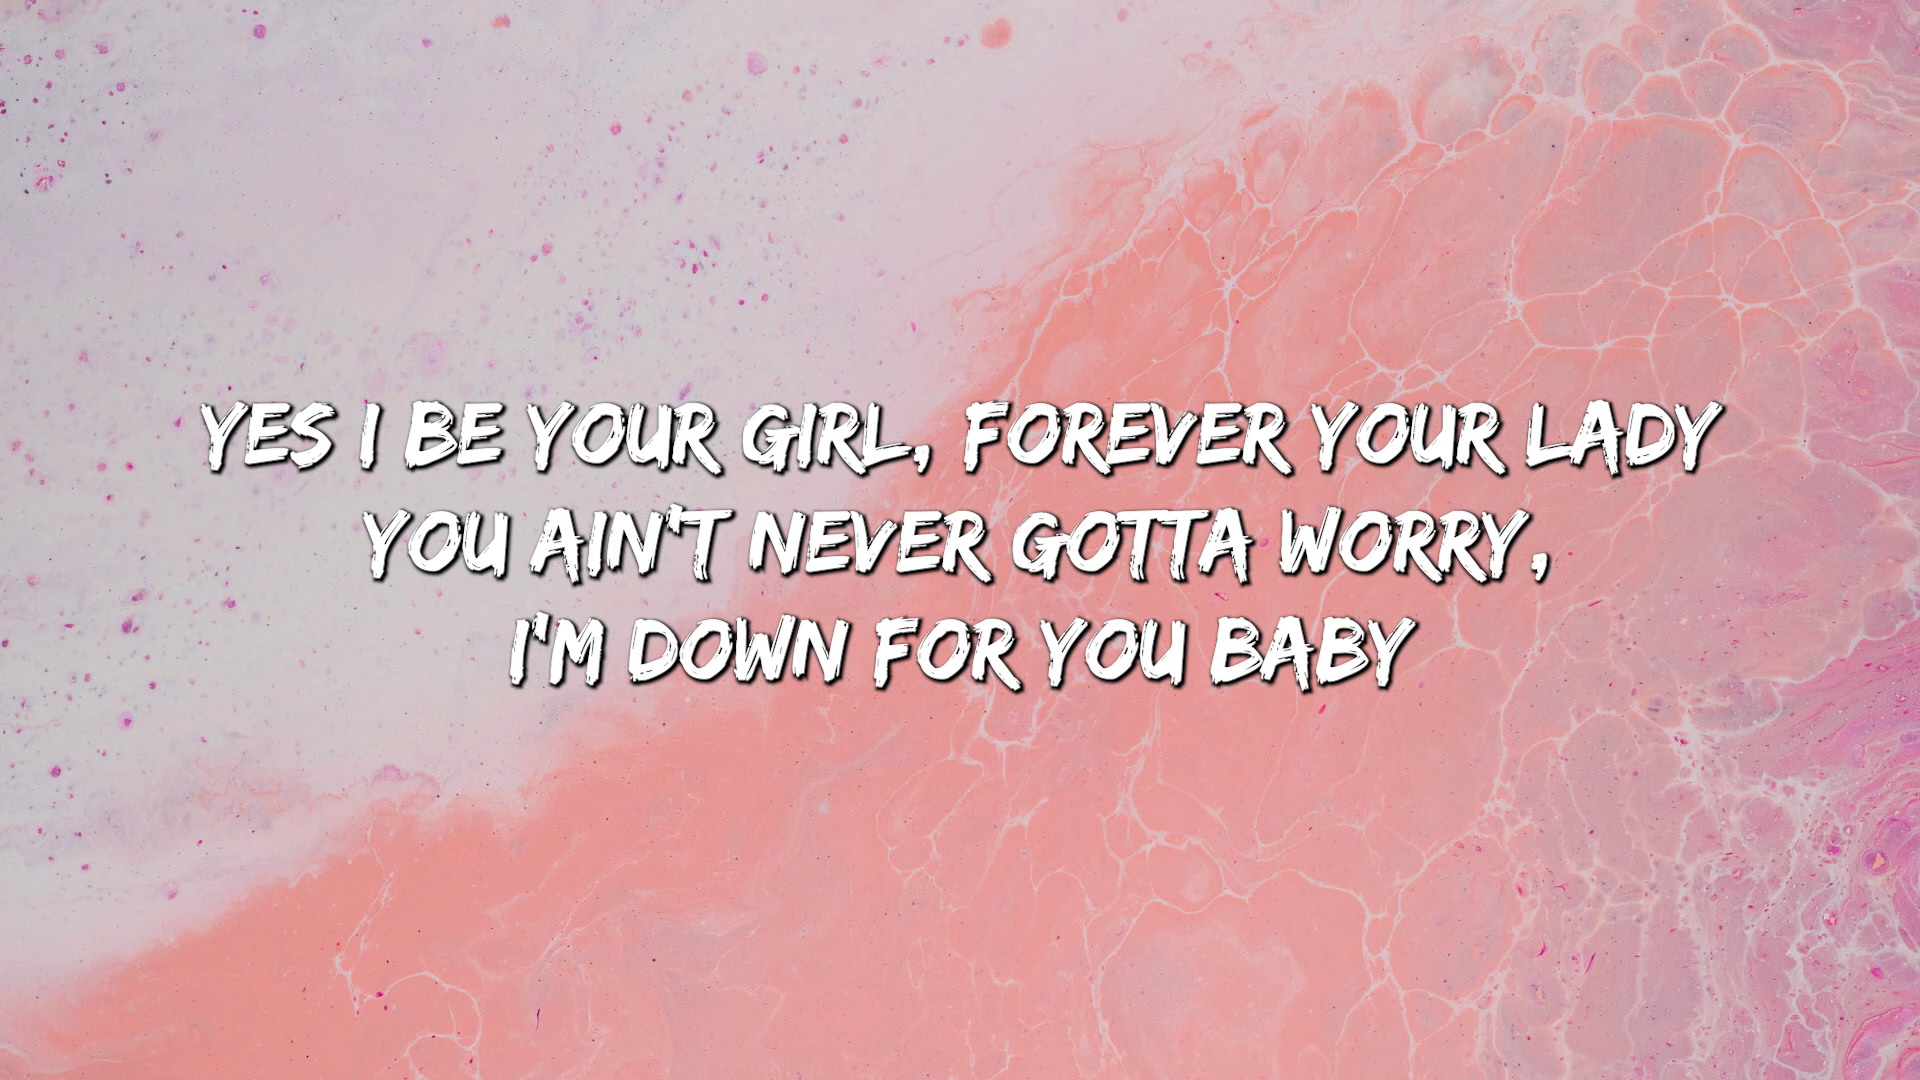 YES I BE YOUR GIRL, FOREVER YOUR LADY
YOU AIN'T NEVER GOTTA WORRY,
I'M DOWN FOR YOU BABY